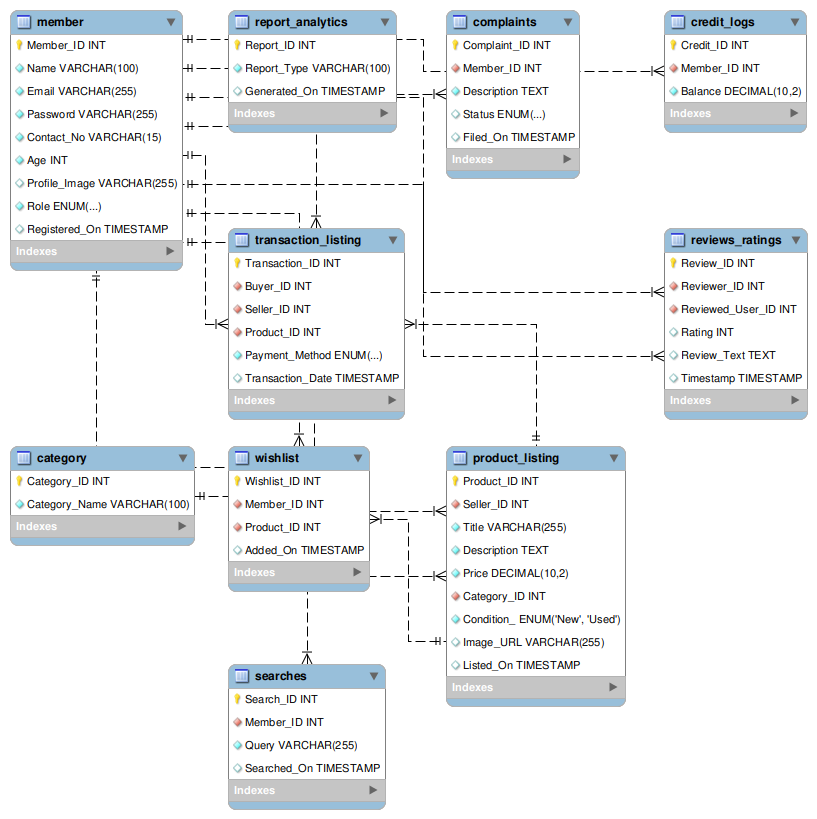 member
Member_ID INT
Name VARCHAR(100)
Email VARCHAR(255)
Password VARCHAR(255)
Contact_No VARCHAR(15)
Age INT
Profile_Image VARCHAR(255)
Role ENUM(...)
Registered_On TIMESTAMP
Indexes
report_analytics
Report_ID INT
Report_Type VARCHAR(100)
Generated_On TIMESTAMP
Indexes
complaints
Complaint_ID INT
Member_ID INT
Description TEXT
Status ENUM(...)
Filed_On TIMESTAMP
Indexes
credit_logs
Credit_ID INT
Member_ID INT
Balance DECIMAL(10,2)
Indexes
transaction_listing
Transaction_ID INT
Buyer_ID INT
Seller_ID INT
Product_ID INT
Payment_Method ENUM(...)
Transaction_Date TIMESTAMP
Indexes
reviews_ratings
Review_ID INT
Reviewer_ID INT
Reviewed_User_ID INT
Rating INT
Review_Text TEXT
Timestamp TIMESTAMP
Indexes
category
Category_ID INT
Category_Name VARCHAR(100)
Indexes
wishlist
Wishlist_ID INT
Member_ID INT
Product_ID INT
Added_On TIMESTAMP
Indexes
product_listing
Product_ID INT
Seller_ID INT
Title VARCHAR(255)
Description TEXT
Price DECIMAL(10,2)
Category_ID INT
Condition_ ENUM('New', 'Used')
Image_URL VARCHAR(255)
Listed_On TIMESTAMP
Indexes
searches
Search_ID INT
Member_ID INT
Query VARCHAR(255)
Searched_On TIMESTAMP
Indexes